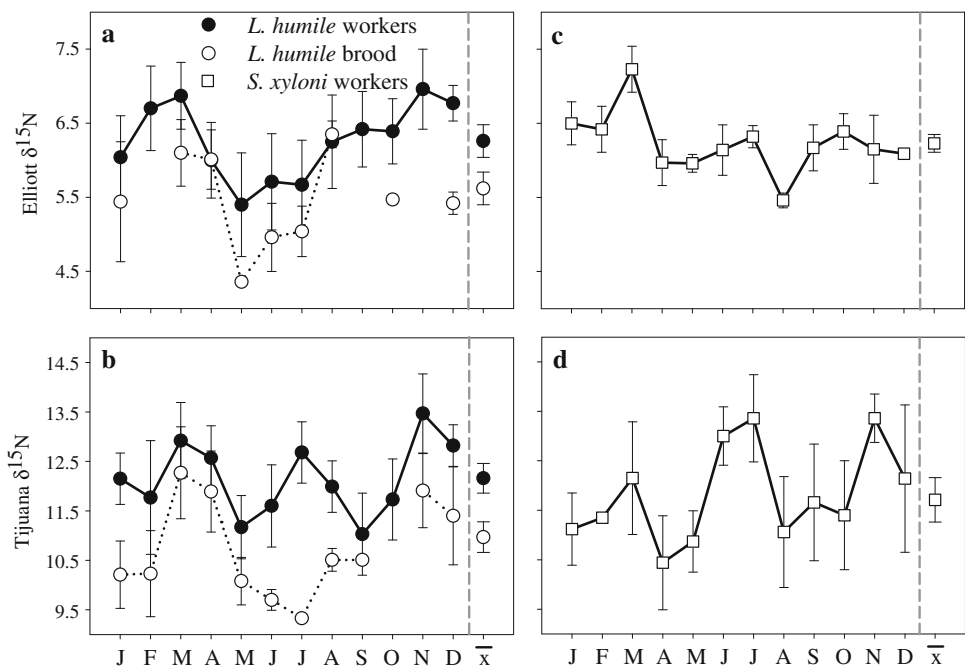 a
L. humile workers
L. humile brood
S. xyloni workers
c
Elliott δ¹⁵N
7.5
6.5
5.5
4.5
b
d
Tijuana δ¹⁵N
14.5
13.5
12.5
11.5
10.5
9.5
J F M A M J J A S O N D x̅
J F M A M J J A S O N D x̅